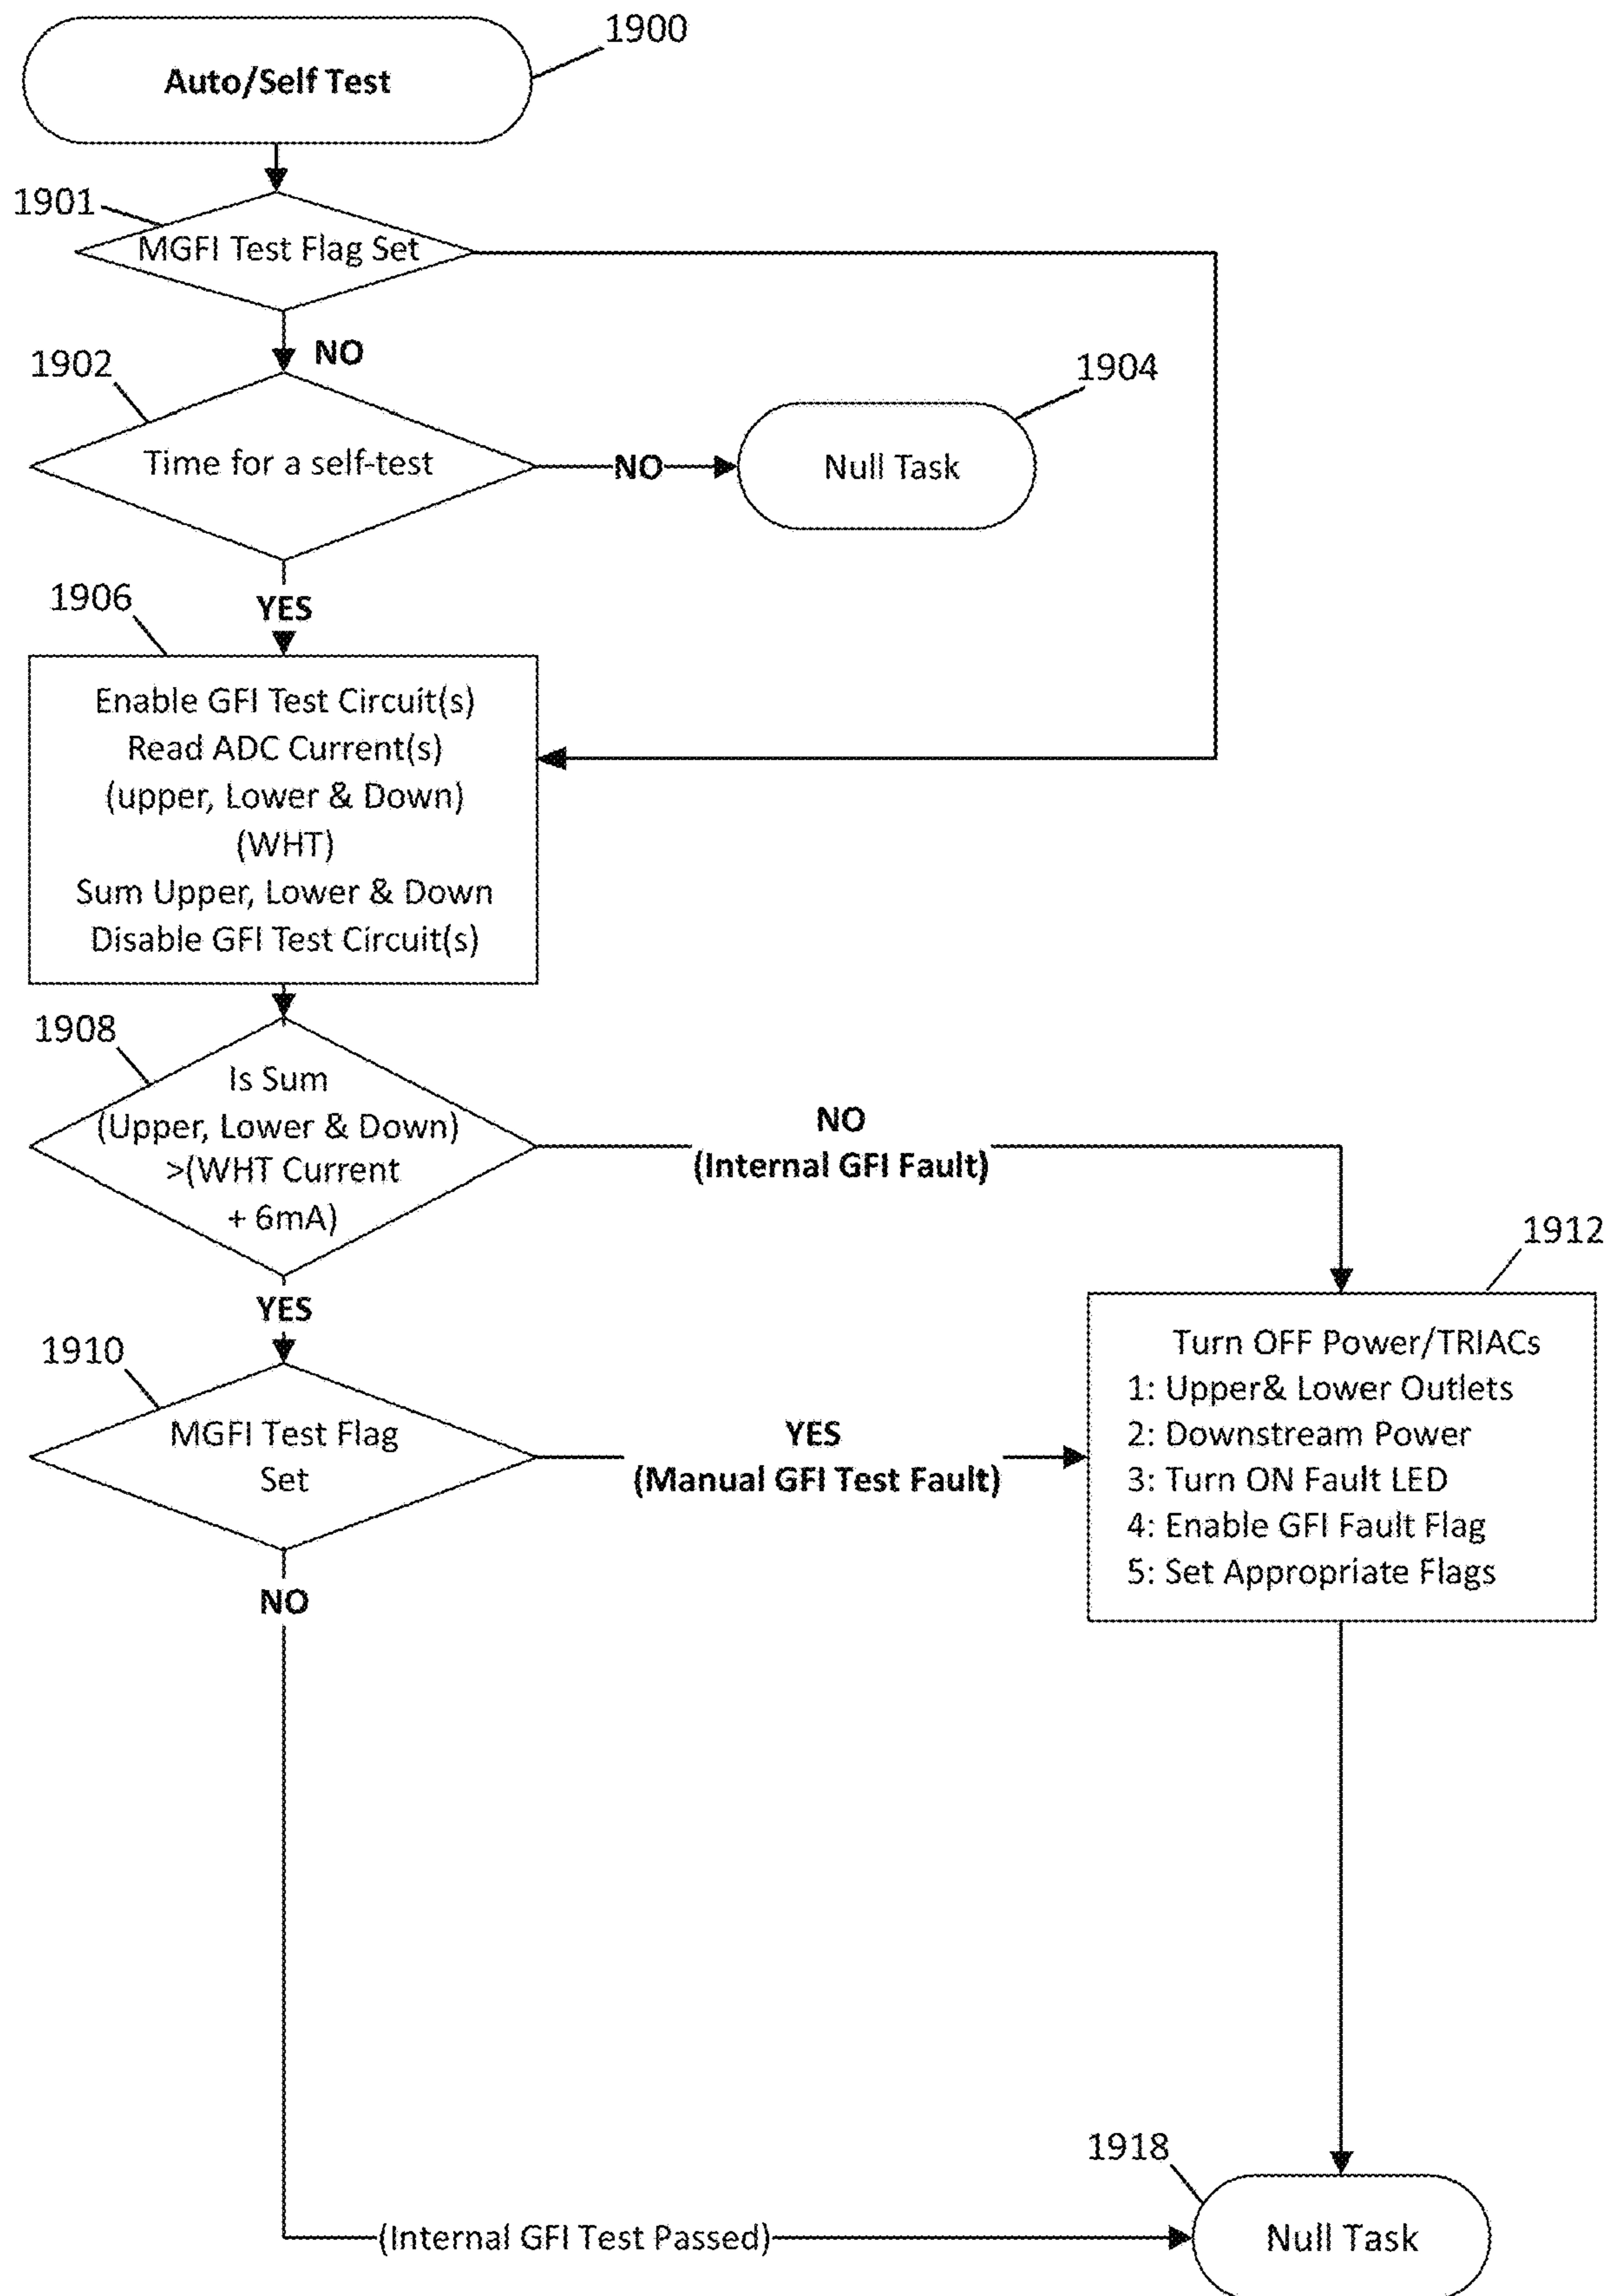 1900
Auto/Self Test
1901
MGFI Test Flag Set
NO
1902
Time for a self-test
NO
1904
Null Task
YES
1906
Enable GFI Test Circuit(s)
Read ADC Current(s)
(upper, Lower & Down)
(WHT)
Sum Upper, Lower & Down
Disable GFI Test Circuit(s)
1908
Is Sum
(Upper, Lower & Down)
>(WHT Current
+ 6mA)
NO
(Internal GFI Fault)
YES
1910
MGFI Test Flag
Set
YES
(Manual GFI Test Fault)
1912
Turn OFF Power/TRIACs
1: Upper& Lower Outlets
2: Downstream Power
3: Turn ON Fault LED
4: Enable GFI Fault Flag
5: Set Appropriate Flags
NO
(Internal GFI Test Passed)
1918
Null Task